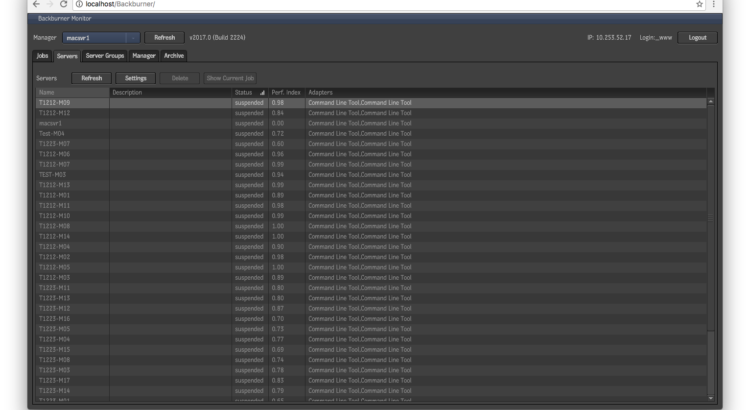 localhost/Backburner/
Backburner Monitor
Manager macsvr1 Refresh v2017.0 (Build 2224) IP: 10.253.52.17 Login:_www Logout
Jobs Servers Server Groups Manager Archive
Servers Refresh Settings Delete Show Current Job
Name Description Status Perf. Index Adapters
T1212-M09 suspended 0.98 Command Line Tool,Command Line Tool
T1212-M12 suspended 0.84 Command Line Tool,Command Line Tool
macsvr1 suspended 0.00 Command Line Tool,Command Line Tool
Test-M04 suspended 0.72 Command Line Tool,Command Line Tool
T1223-M07 suspended 0.80 Command Line Tool,Command Line Tool
T1212-M06 suspended 0.96 Command Line Tool,Command Line Tool
T1212-M07 suspended 0.99 Command Line Tool,Command Line Tool
TEST-M03 suspended 0.94 Command Line Tool,Command Line Tool
T1212-M13 suspended 0.99 Command Line Tool,Command Line Tool
T1212-M01 suspended 0.89 Command Line Tool,Command Line Tool
T1212-M11 suspended 0.98 Command Line Tool,Command Line Tool
T1212-M10 suspended 0.99 Command Line Tool,Command Line Tool
T1212-M08 suspended 1.00 Command Line Tool,Command Line Tool
T1212-M14 suspended 1.00 Command Line Tool,Command Line Tool
T1212-M04 suspended 0.90 Command Line Tool,Command Line Tool
T1212-M02 suspended 0.98 Command Line Tool,Command Line Tool
T1212-M05 suspended 1.00 Command Line Tool,Command Line Tool
T1212-M03 suspended 0.89 Command Line Tool,Command Line Tool
T1223-M11 suspended 0.80 Command Line Tool,Command Line Tool
T1223-M13 suspended 0.80 Command Line Tool,Command Line Tool
T1223-M12 suspended 0.87 Command Line Tool,Command Line Tool
T1223-M16 suspended 0.70 Command Line Tool,Command Line Tool
T1223-M05 suspended 0.73 Command Line Tool,Command Line Tool
T1223-M04 suspended 0.77 Command Line Tool,Command Line Tool
T1223-M15 suspended 0.69 Command Line Tool,Command Line Tool
T1223-M08 suspended 0.74 Command Line Tool,Command Line Tool
T1223-M03 suspended 0.78 Command Line Tool,Command Line Tool
T1223-M17 suspended 0.83 Command Line Tool,Command Line Tool
T1223-M14 suspended 0.79 Command Line Tool,Command Line Tool
T1223-M01 suspended Command Line Tool,Command Line Tool